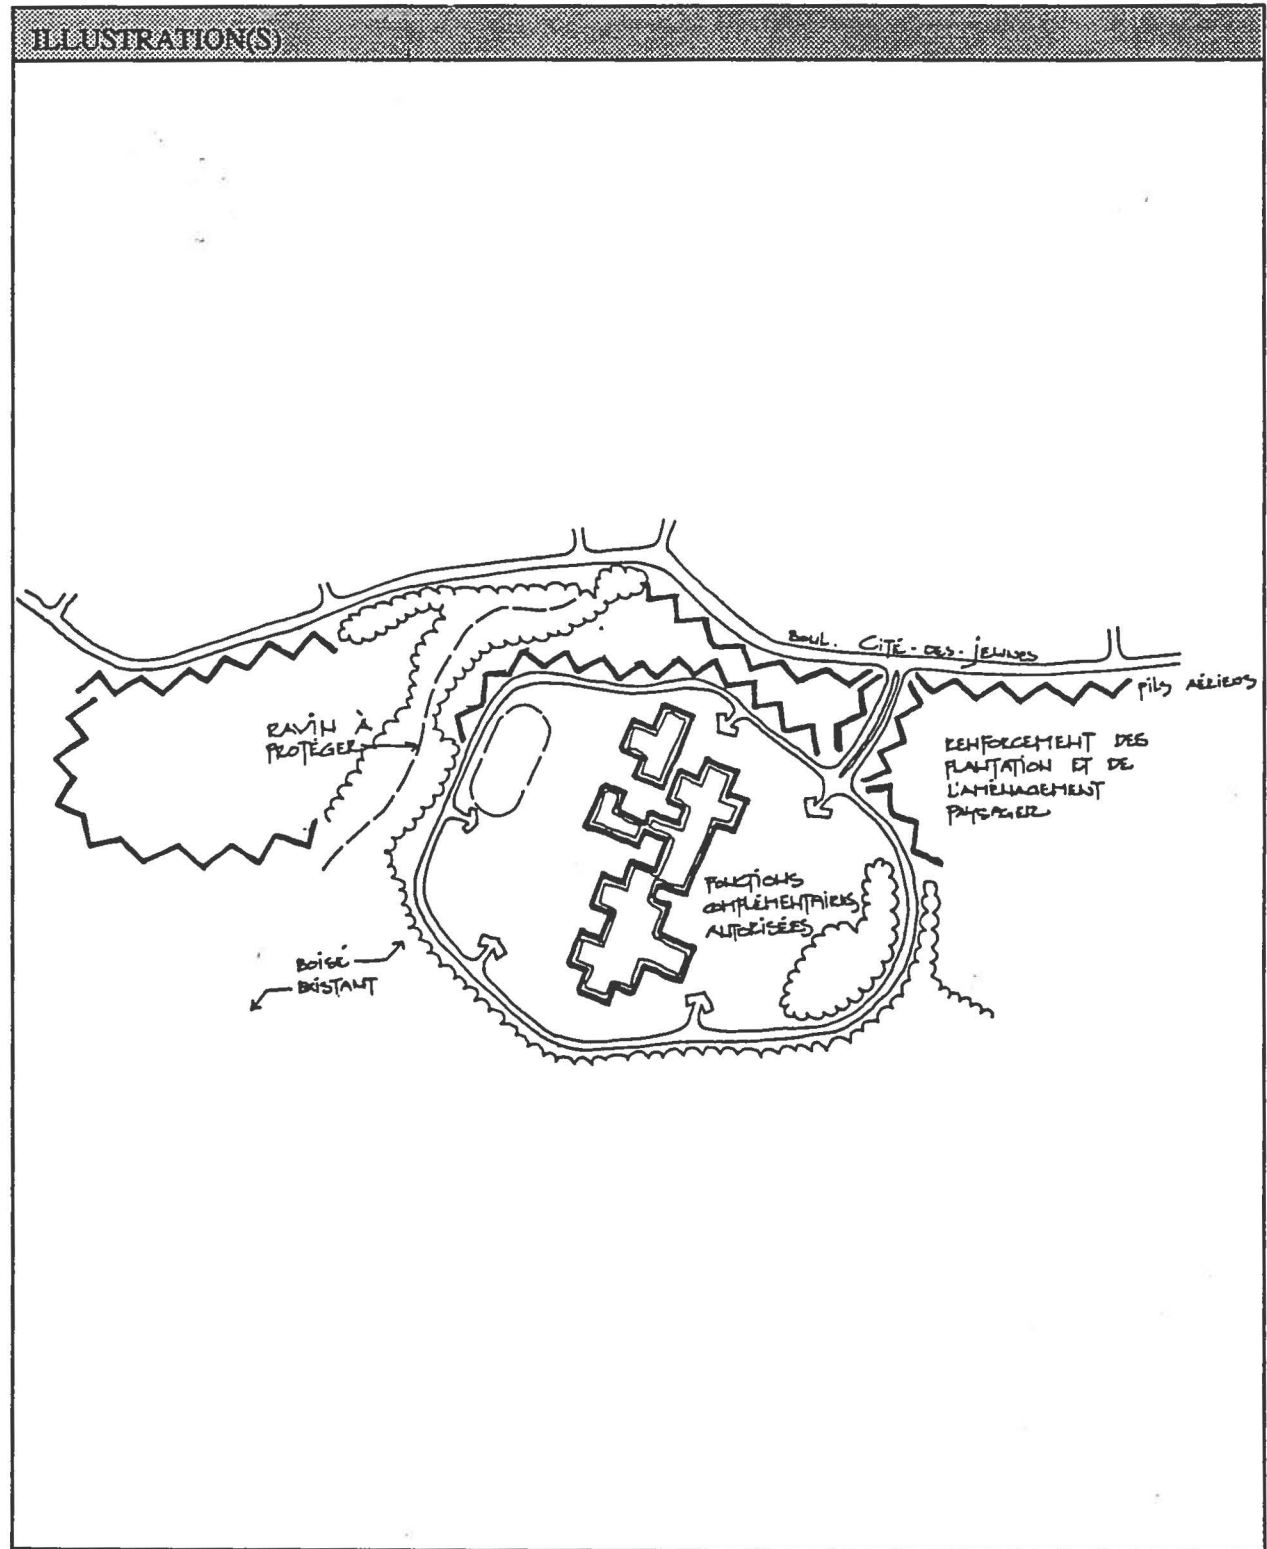 ILLUSTRATION(S)
BOUL. CITÉ-DES-JEUNES
FILS AÉRIENS
RAVIN À
PROTÉGER
RENFORCEMENT DES
PLANTATION ET DE
L'AMÉNAGEMENT
PAYSAGER
FONCTIONS
COMPLÉMENTAIRES
AUTORISÉES
BOISÉ
EXISTANT